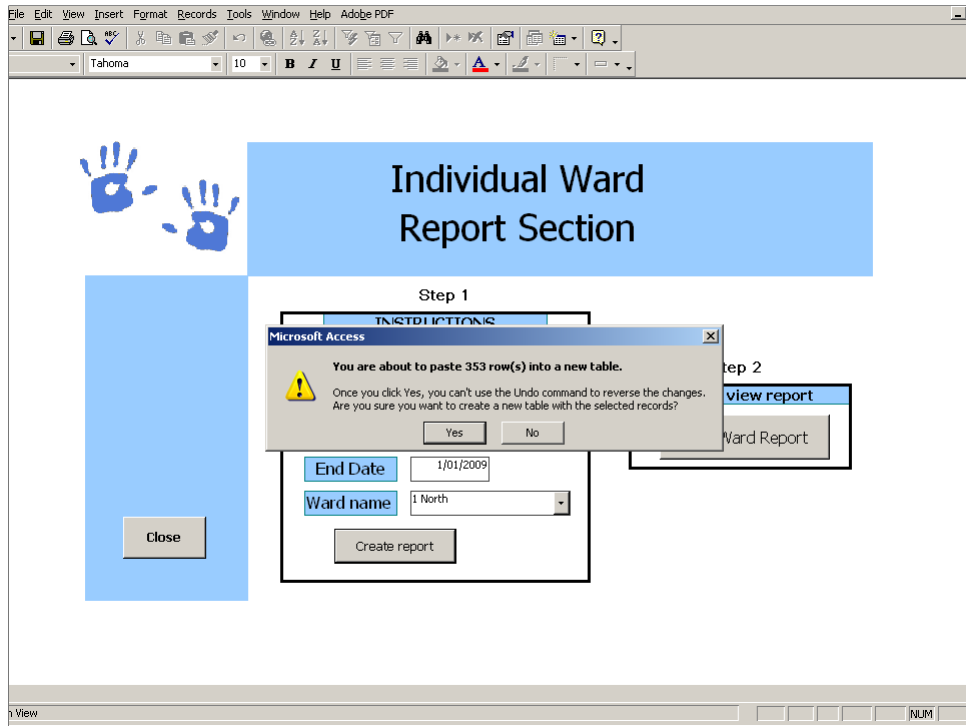 File Edit View Insert Format Records Tools Window Help Adobe PDF
Tahoma 10 B I U
Individual Ward
Report Section
Step 1
INSTRUCTIONS
Microsoft Access
You are about to paste 353 row(s) into a new table.
Once you click Yes, you can't use the Undo command to reverse the changes.
Are you sure you want to create a new table with the selected records?
Yes No
tep 2
view report
Ward Report
End Date 1/01/2009
Ward name 1 North
Create report
Close
View NUM